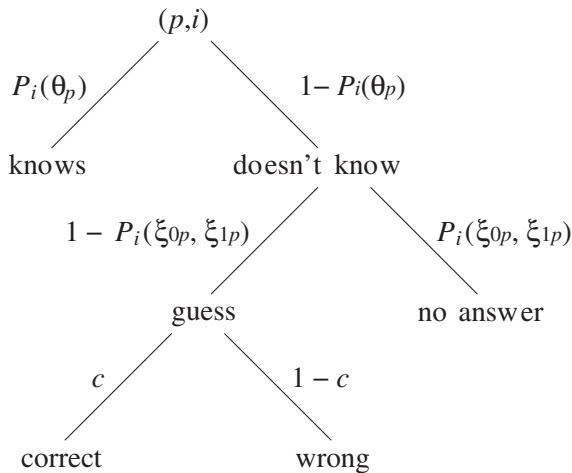 (p,i)
P_i(θ_p) 1– P_i(θ_p)
knows doesn't know
1 – P_i(ξ_0p, ξ_1p) P_i(ξ_0p, ξ_1p)
guess no answer
c 1 – c
correct wrong